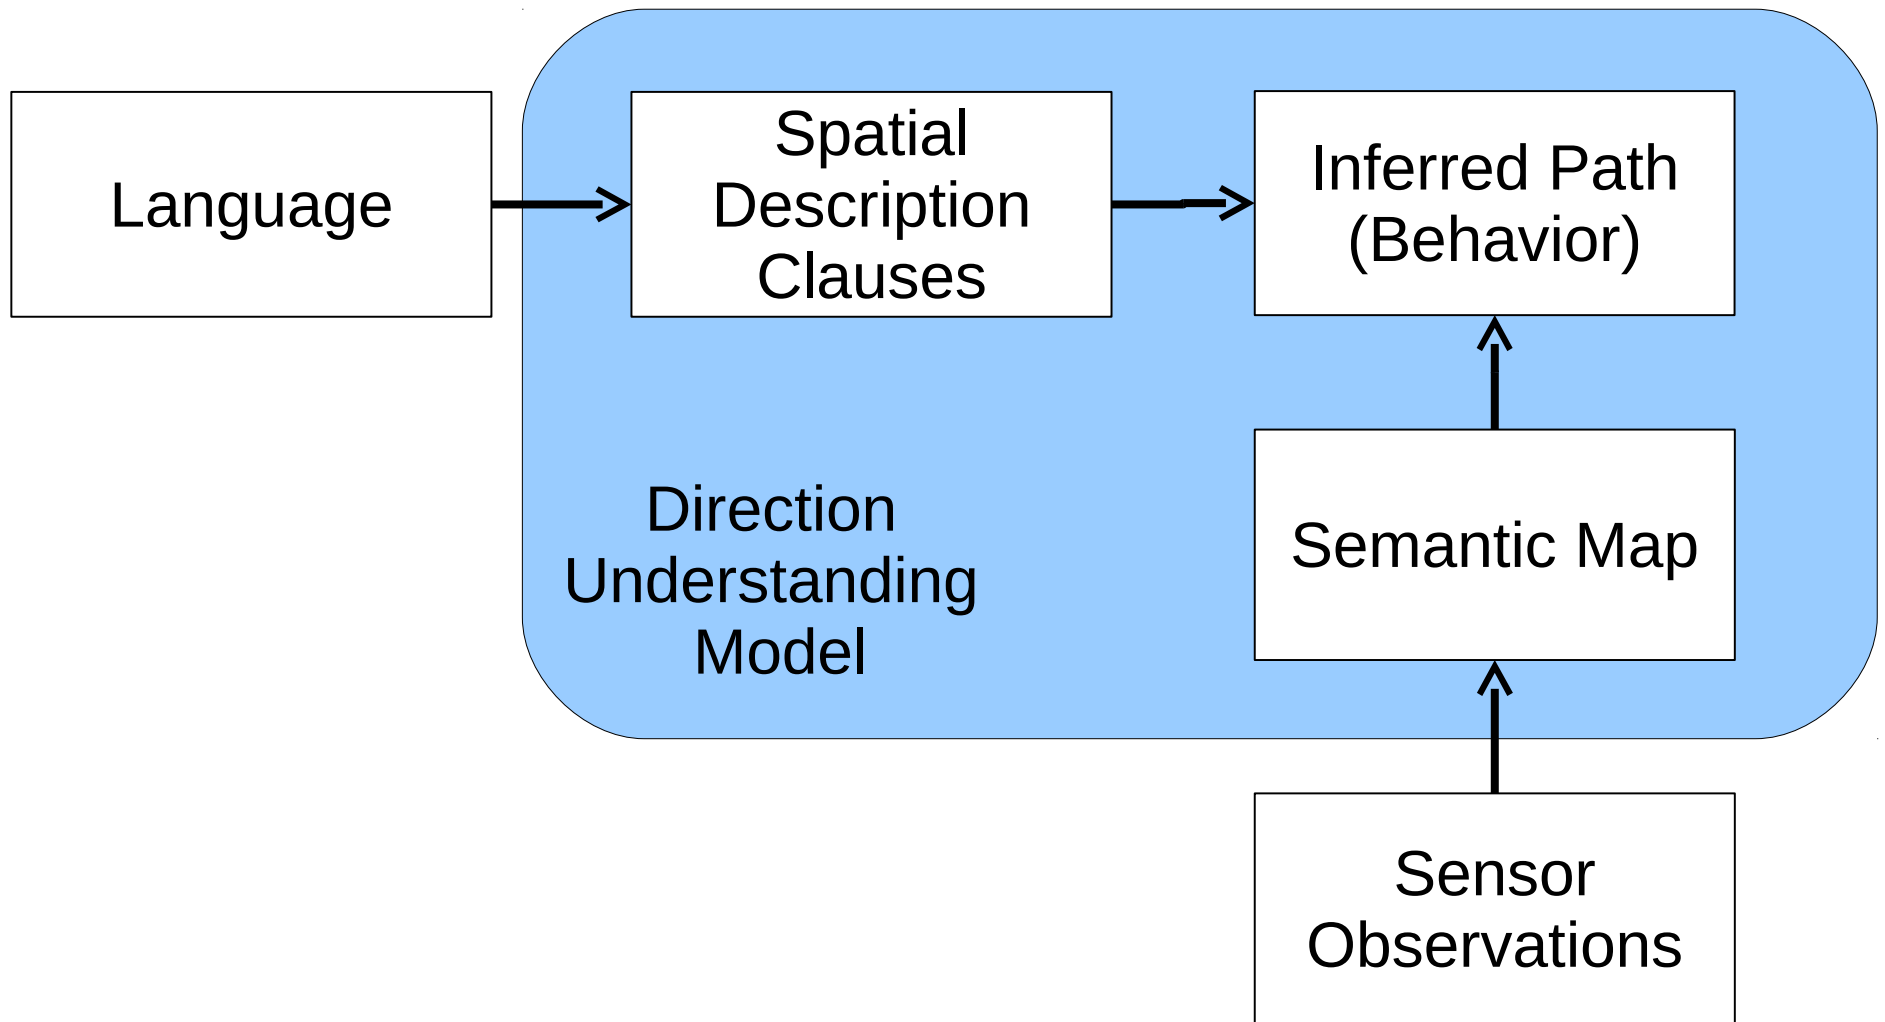 Language
Spatial
Description
Clauses
Inferred Path
(Behavior)
Direction
Understanding
Model
Semantic Map
Sensor
Observations